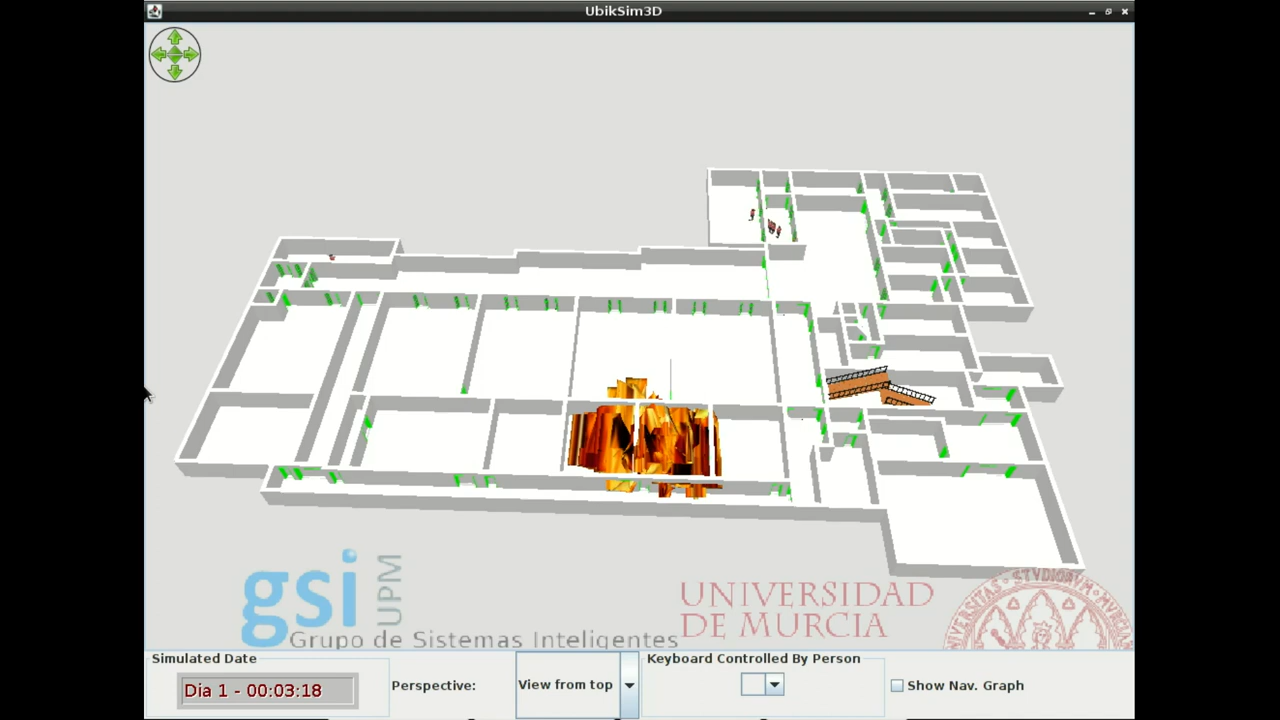 UbikSim3D
gsi
UPM
Grupo de Sistemas Inteligentes
UNIVERSIDAD
DE MURCIA
Simulated Date
Dia 1 - 00:03:18
Perspective:
View from top
Keyboard Controlled By Person
Show Nav. Graph